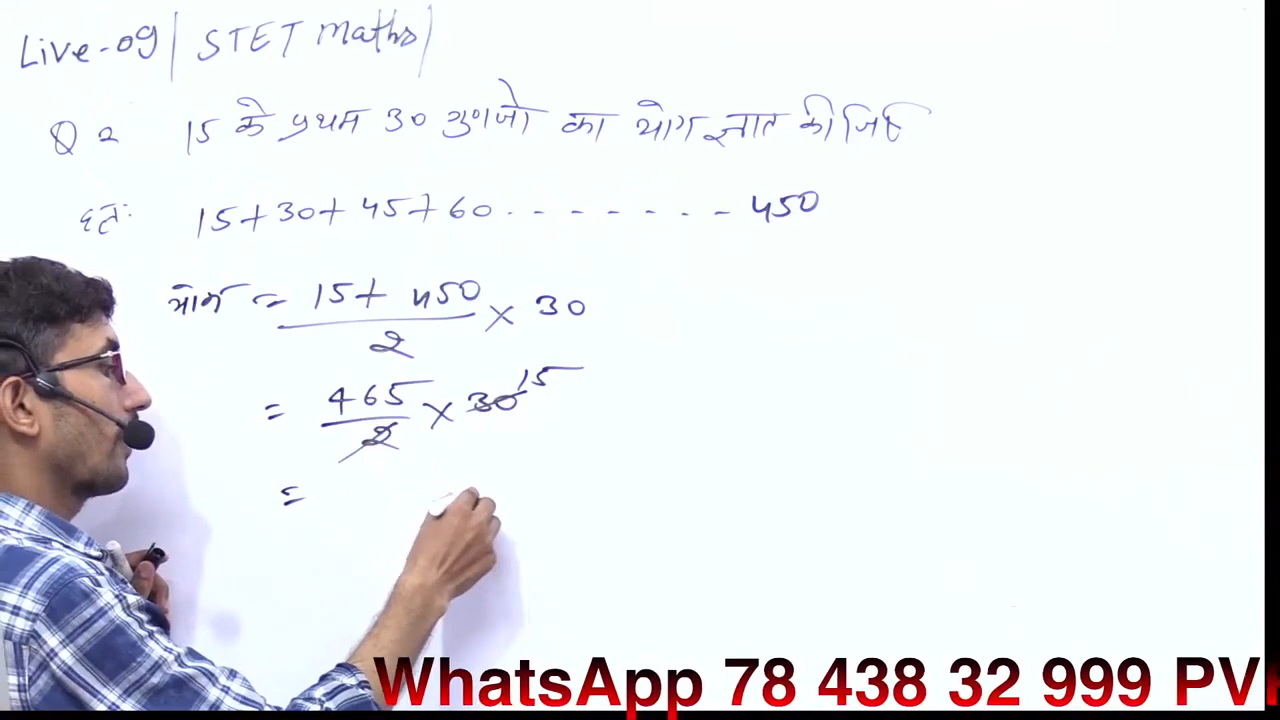 Live-09 | STET Maths |
Q 2 15 के प्रथम 30 गुणजो का योग ज्ञात कीजिए
हल: 15+30+45+60.------- 450
योग = 15+ 450 / 2 × 30
= 465 / 2 × 30 15
=
WhatsApp 78 438 32 999 PV